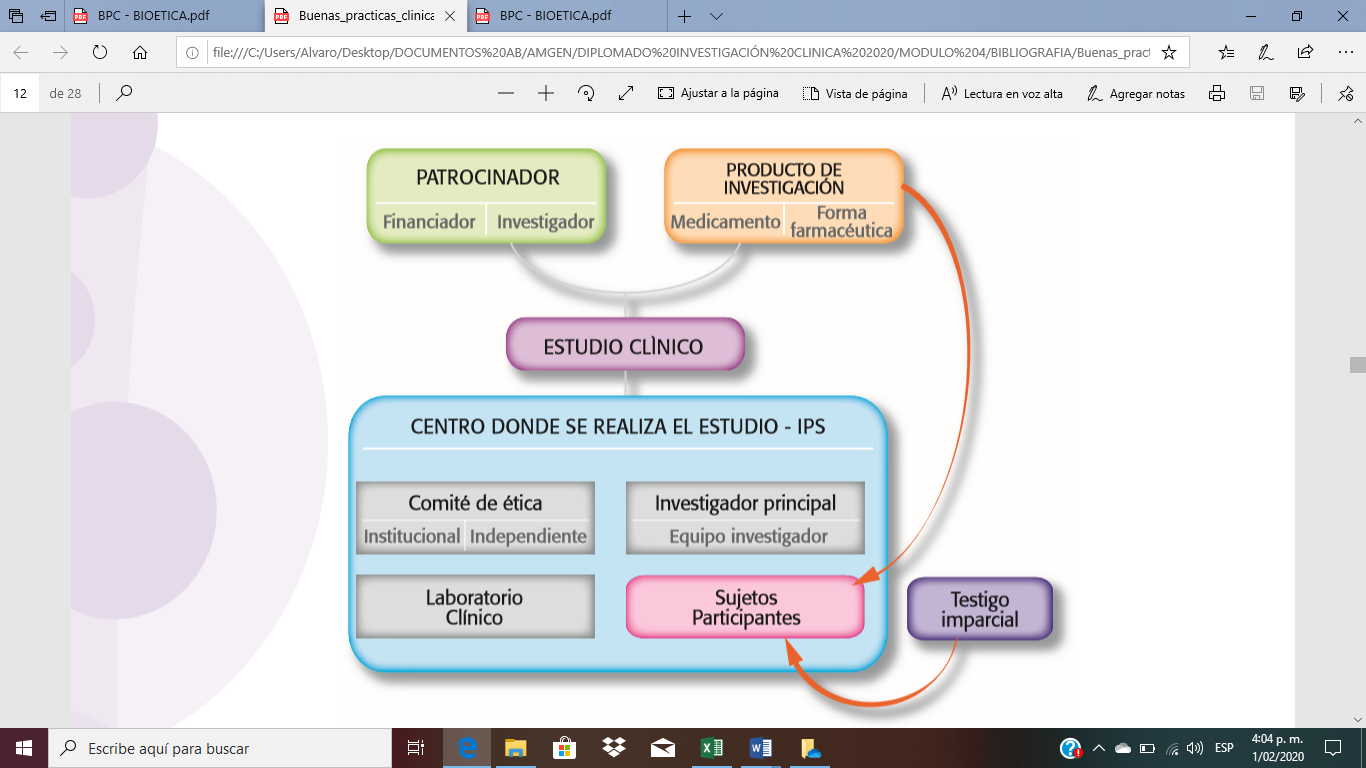 BPC - BIOETICA.pdf
Buenas_practicas_clinica
BPC - BIOETICA.pdf
file:///C:/Users/Alvaro/Desktop/DOCUMENTOS%20AB/AMGEN/DIPLOMADO%20INVESTIGACIÓN%20CLINICA%202020/MODULO%204/BIBLIOGRAFIA/Buenas_pract
12 de 28
Ajustar a la página
Vista de página
Lectura en voz alta
Agregar notas
PATROCINADOR
Financiador
Investigador
PRODUCTO DE
INVESTIGACIÓN
Medicamento
Forma
farmacéutica
ESTUDIO CLÌNICO
CENTRO DONDE SE REALIZA EL ESTUDIO - IPS
Comité de ética
Institucional
Independiente
Investigador principal
Equipo investigador
Laboratorio
Clínico
Sujetos
Participantes
Testigo
imparcial
Escribe aquí para buscar
ESP
4:04 p. m.
1/02/2020